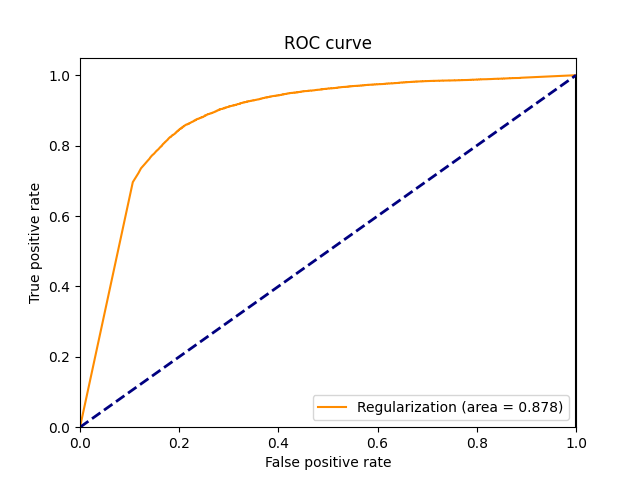 ROC curve
1.0
0.8
0.6
0.4
0.2
0.0
True positive rate
Regularization (area = 0.878)
0.0 0.2 0.4 0.6 0.8 1.0
False positive rate